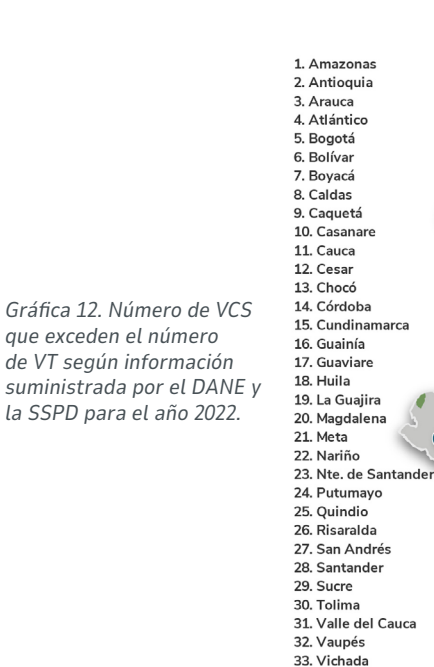 1. Amazonas
2. Antioquia
3. Arauca
4. Atlántico
5. Bogotá
6. Bolívar
7. Boyacá
8. Caldas
9. Caquetá
10. Casanare
11. Cauca
12. Cesar
13. Chocó
14. Córdoba
15. Cundinamarca
16. Guainía
17. Guaviare
18. Huila
19. La Guajira
20. Magdalena
21. Meta
22. Nariño
23. Nte. de Santander
24. Putumayo
25. Quindio
26. Risaralda
27. San Andrés
28. Santander
29. Sucre
30. Tolima
31. Valle del Cauca
32. Vaupés
33. Vichada
Gráfica 12. Número de VCS
que exceden el número
de VT según información
suministrada por el DANE y
la SSPD para el año 2022.